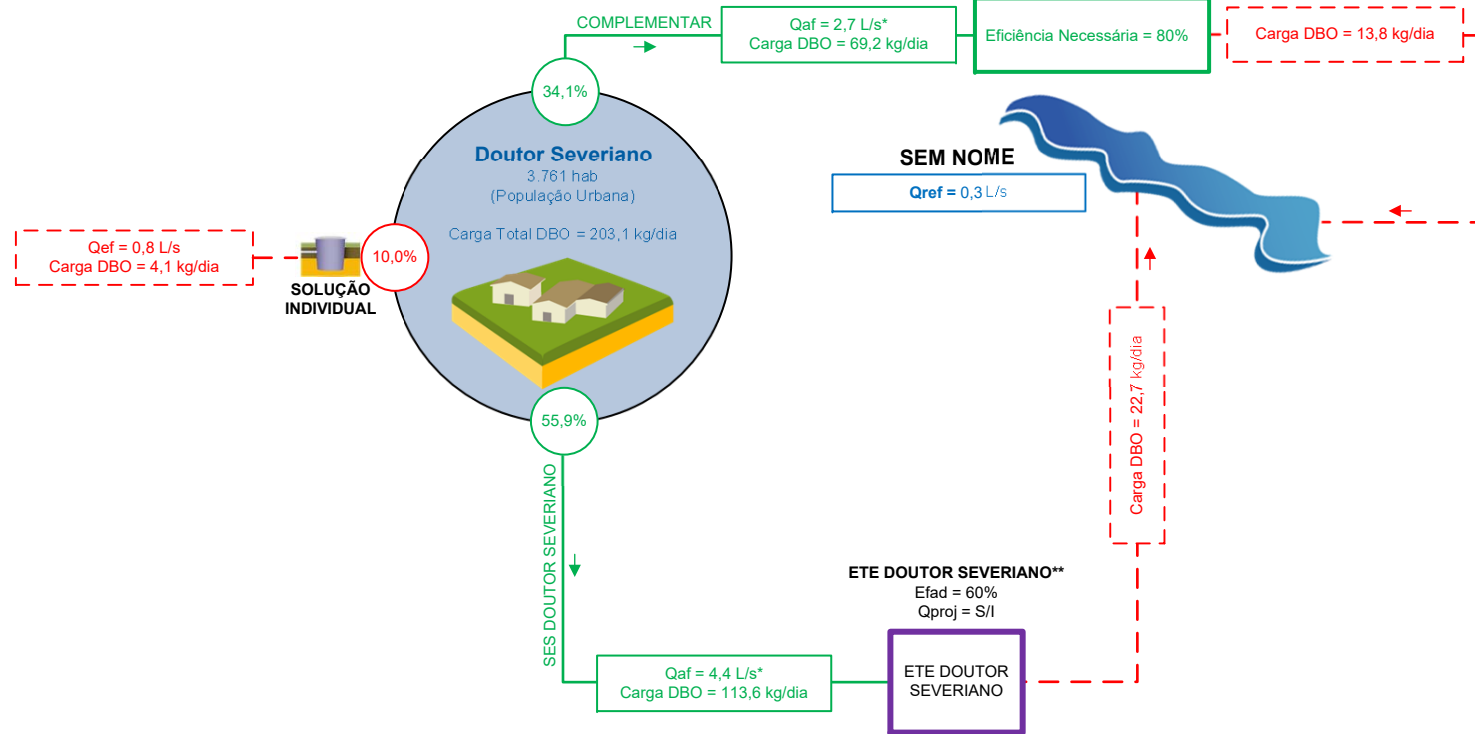 COMPLEMENTAR
Qaf = 2,7 L/s*
Carga DBO = 69,2 kg/dia
Eficiência Necessária = 80%
Carga DBO = 13,8 kg/dia
34,1%
Doutor Severiano
3.761 hab
(População Urbana)
Carga Total DBO = 203,1 kg/dia
SEM NOME
Qref = 0,3 L/s
Qef = 0,8 L/s
Carga DBO = 4,1 kg/dia
SOLUÇÃO
INDIVIDUAL
10,0%
55,9%
SES DOUTOR SEVERIANO
Qaf = 4,4 L/s*
Carga DBO = 113,6 kg/dia
ETE DOUTOR SEVERIANO**
Efad = 60%
Qproj = S/I
ETE DOUTOR
SEVERIANO
Carga DBO = 22,7 kg/dia